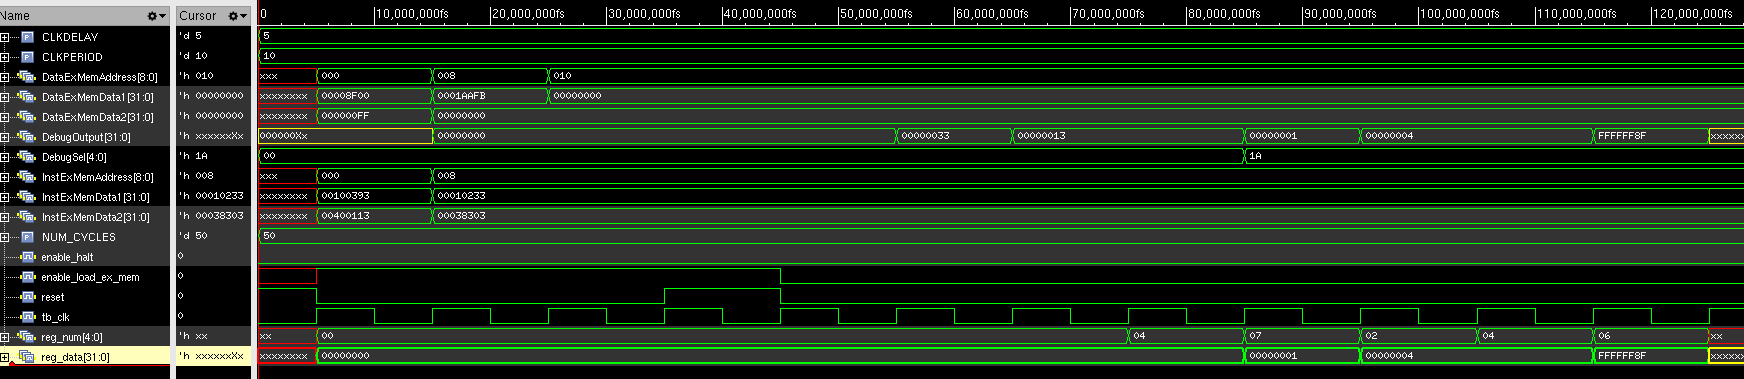 Name Cursor 0 10,000,000fs 20,000,000fs 30,000,000fs 40,000,000fs 50,000,000fs 60,000,000fs 70,000,000fs 80,000,000fs 90,000,000fs 100,000,000fs 110,000,000fs 120,000,000fs
P CLKDELAY 'd 5 5
P CLKPERIOD 'd 10 10
DataExMemAddress[8:0] 'h 010 xxx 000 008 010
DataExMemData1[31:0] 'h 00000000 xxxxxxxx 00008F00 0001AAFB 00000000
DataExMemData2[31:0] 'h 00000000 xxxxxxxx 000000FF 00000000
DebugOutput[31:0] 'h xxxxxxXx 000000Xx 00000000 00000033 00000013 00000001 00000004 FFFFFF8F xxxxxx
DebugSel[4:0] 'h 1A 00 1A
InstExMemAddress[8:0] 'h 008 xxx 000 008
InstExMemData1[31:0] 'h 00010233 xxxxxxxx 00100393 00010233
InstExMemData2[31:0] 'h 00038303 xxxxxxxx 00400113 00038303
P NUM_CYCLES 'd 50 50
enable_halt 0
enable_load_ex_mem 0
reset 0
tb_clk 0
reg_num[4:0] 'h xx xx 00 04 07 02 04 06 xx
reg_data[31:0] 'h xxxxxxXx xxxxxxxx 00000000 00000001 00000004 FFFFFF8F xxxxxx